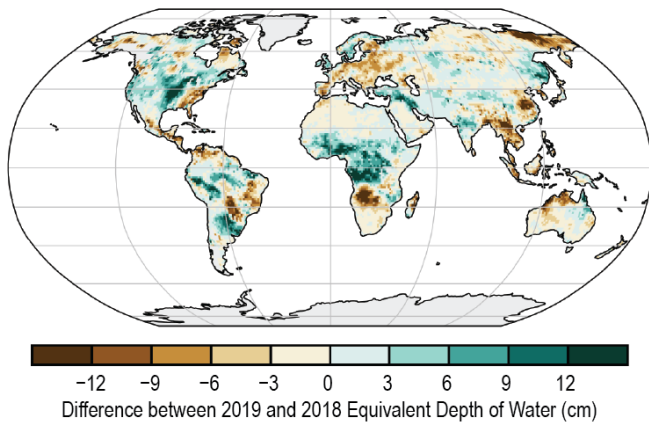 −12 −9 −6 −3 0 3 6 9 12
Difference between 2019 and 2018 Equivalent Depth of Water (cm)